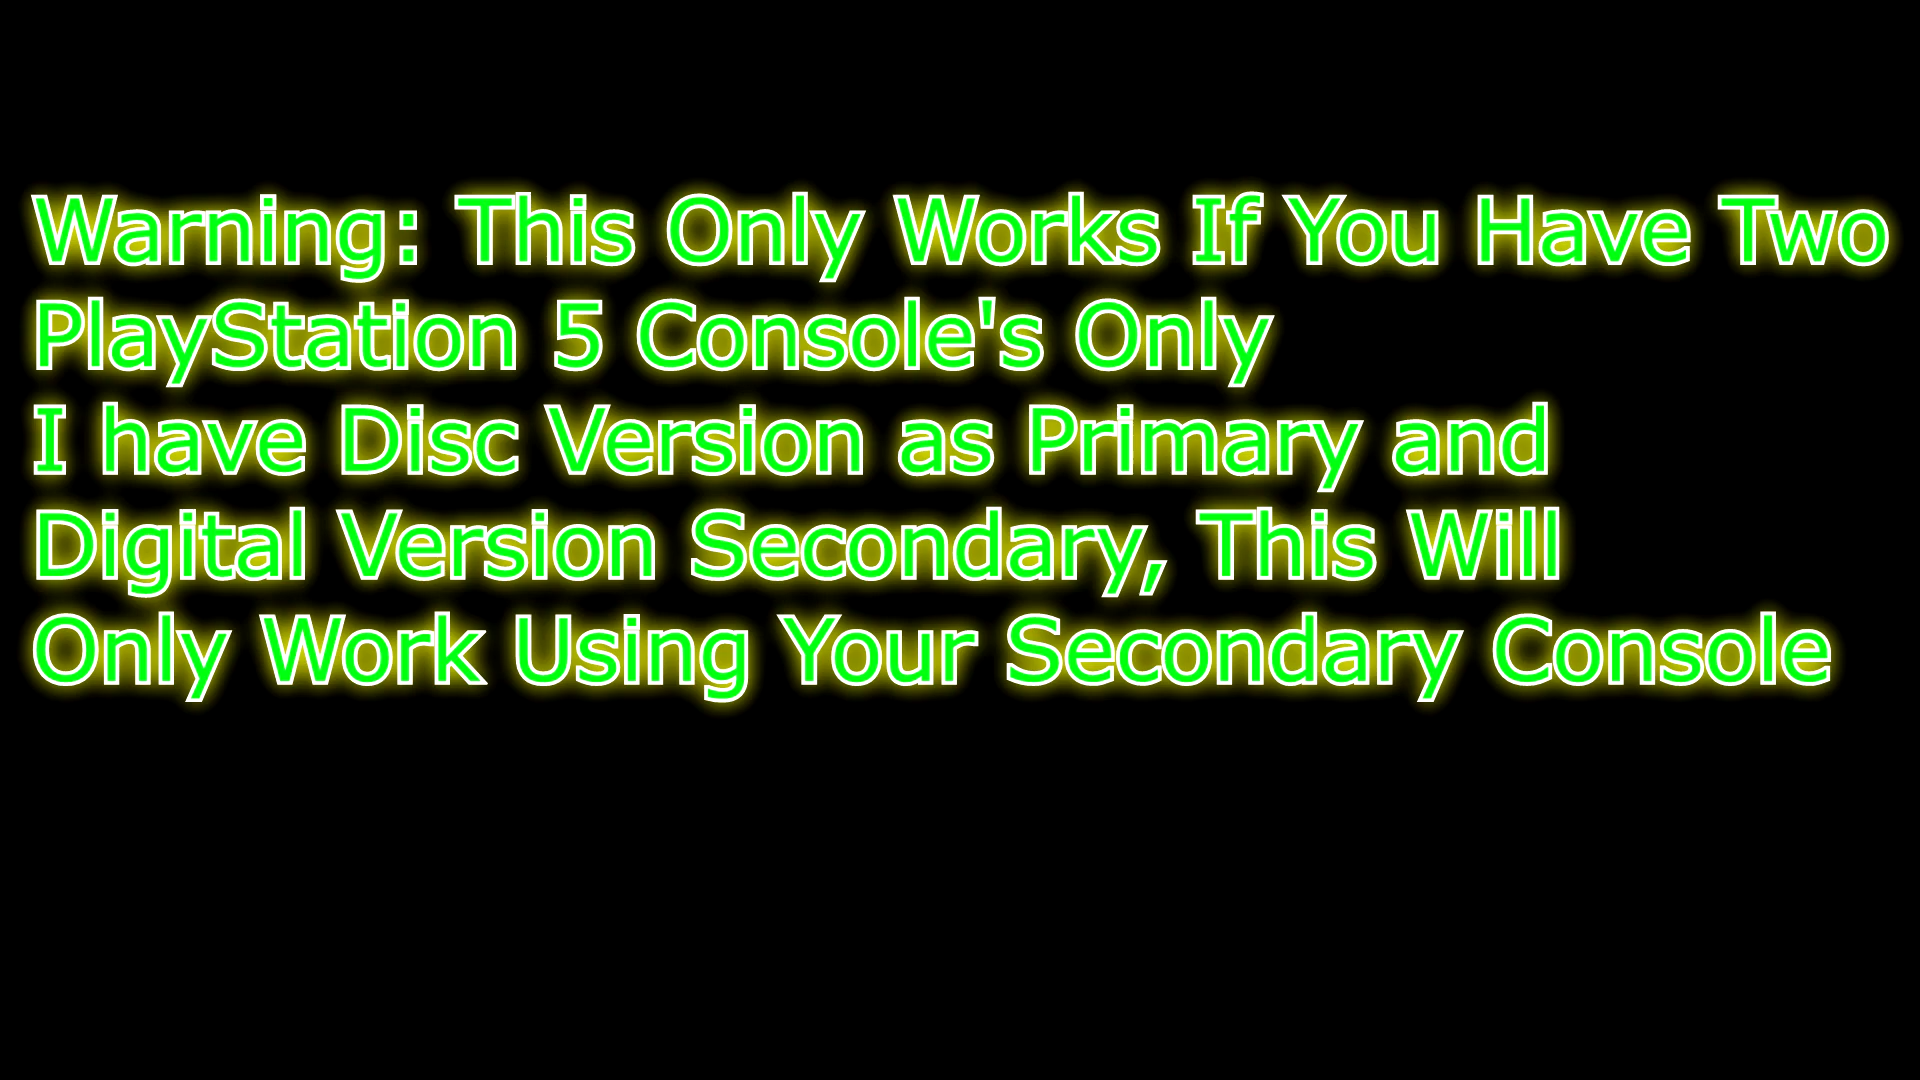 Warning: This Only Works If You Have Two
PlayStation 5 Console's Only
I have Disc Version as Primary and
Digital Version Secondary, This Will
Only Work Using Your Secondary Console